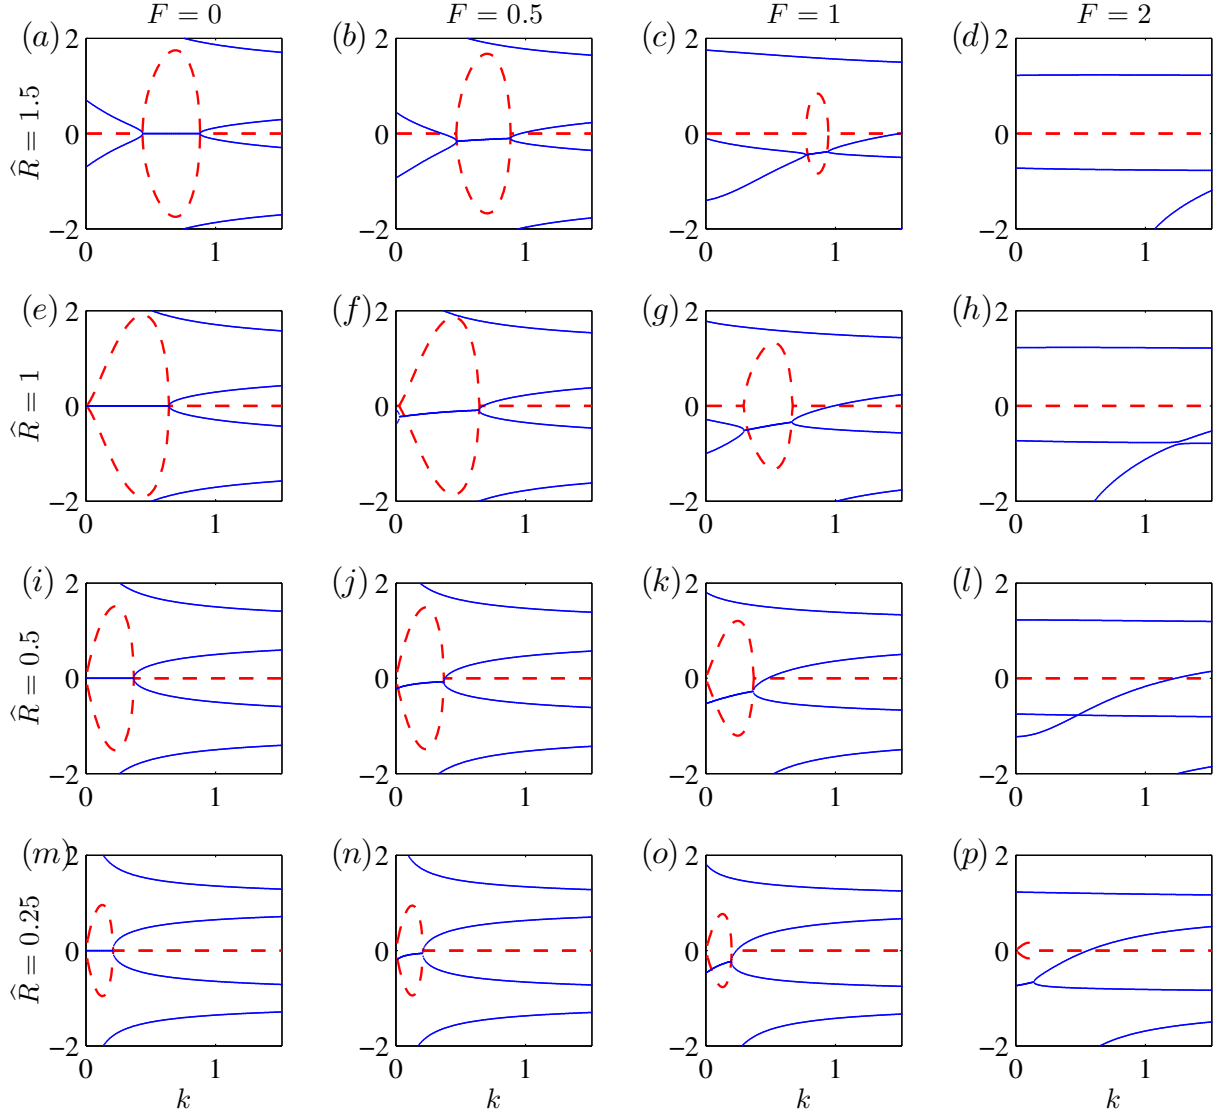 F = 0 F = 0.5 F = 1 F = 2
(a) (b) (c) (d)
R̂ = 1.5
2 2 2 2
0 0 0 0
−2 −2 −2 −2
0 1 0 1 0 1 0 1
(e) (f) (g) (h)
R̂ = 1
2 2 2 2
0 0 0 0
−2 −2 −2 −2
0 1 0 1 0 1 0 1
(i) (j) (k) (l)
R̂ = 0.5
2 2 2 2
0 0 0 0
−2 −2 −2 −2
0 1 0 1 0 1 0 1
(m) (n) (o) (p)
R̂ = 0.25
2 2 2 2
0 0 0 0
−2 −2 −2 −2
0 1 0 1 0 1 0 1
k k k k